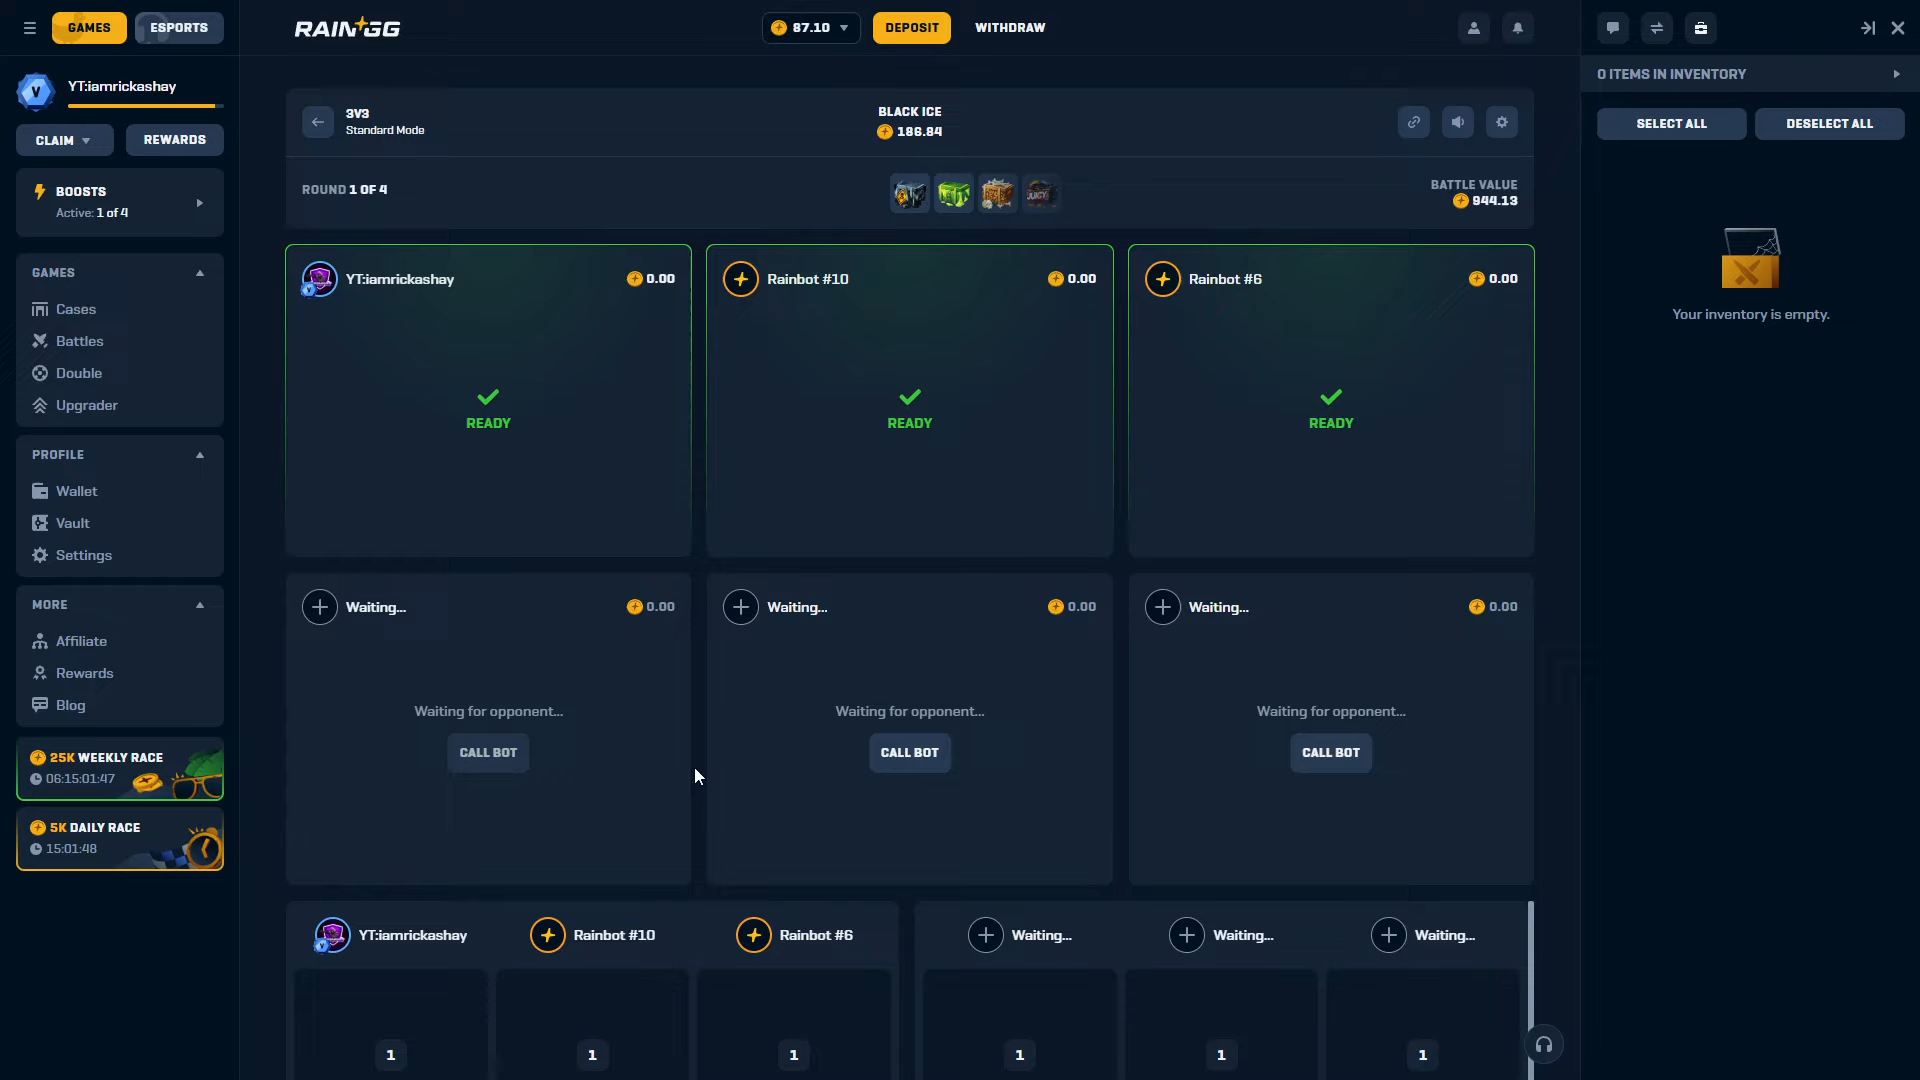 GAMES
ESPORTS
RAIN GG
87.10
DEPOSIT
WITHDRAW
YT:iamrickashay
CLAIM
REWARDS
BOOSTS
Active: 1 of 4
GAMES
Cases
Battles
Double
Upgrader
PROFILE
Wallet
Vault
Settings
MORE
Affiliate
Rewards
Blog
25K WEEKLY RACE
06:15:01:47
5K DAILY RACE
15:01:48
3V3
Standard Mode
BLACK ICE
186.84
ROUND 1 OF 4
JUICY
BATTLE VALUE
944.13
YT:iamrickashay
0.00
Rainbot #10
0.00
Rainbot #6
0.00
READY
READY
READY
Waiting...
0.00
Waiting...
0.00
Waiting...
0.00
Waiting for opponent...
Waiting for opponent...
Waiting for opponent...
CALL BOT
CALL BOT
CALL BOT
YT:iamrickashay
Rainbot #10
Rainbot #6
Waiting...
Waiting...
Waiting...
1
1
1
1
1
1
0 ITEMS IN INVENTORY
SELECT ALL
DESELECT ALL
Your inventory is empty.